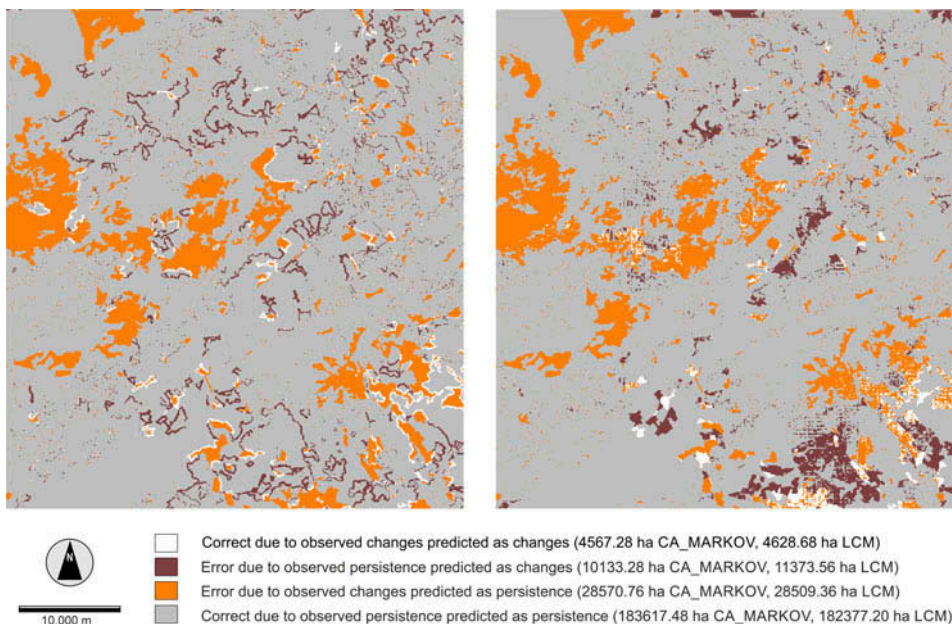 Correct due to observed changes predicted as changes (4567.28 ha CA_MARKOV, 4628.68 ha LCM)
N
Error due to observed persistence predicted as changes (10133.28 ha CA_MARKOV, 11373.56 ha LCM)
Error due to observed changes predicted as persistence (28570.76 ha CA_MARKOV, 28509.36 ha LCM)
Correct due to observed persistence predicted as persistence (183617.48 ha CA_MARKOV, 182377.20 ha LCM)
10.000 m